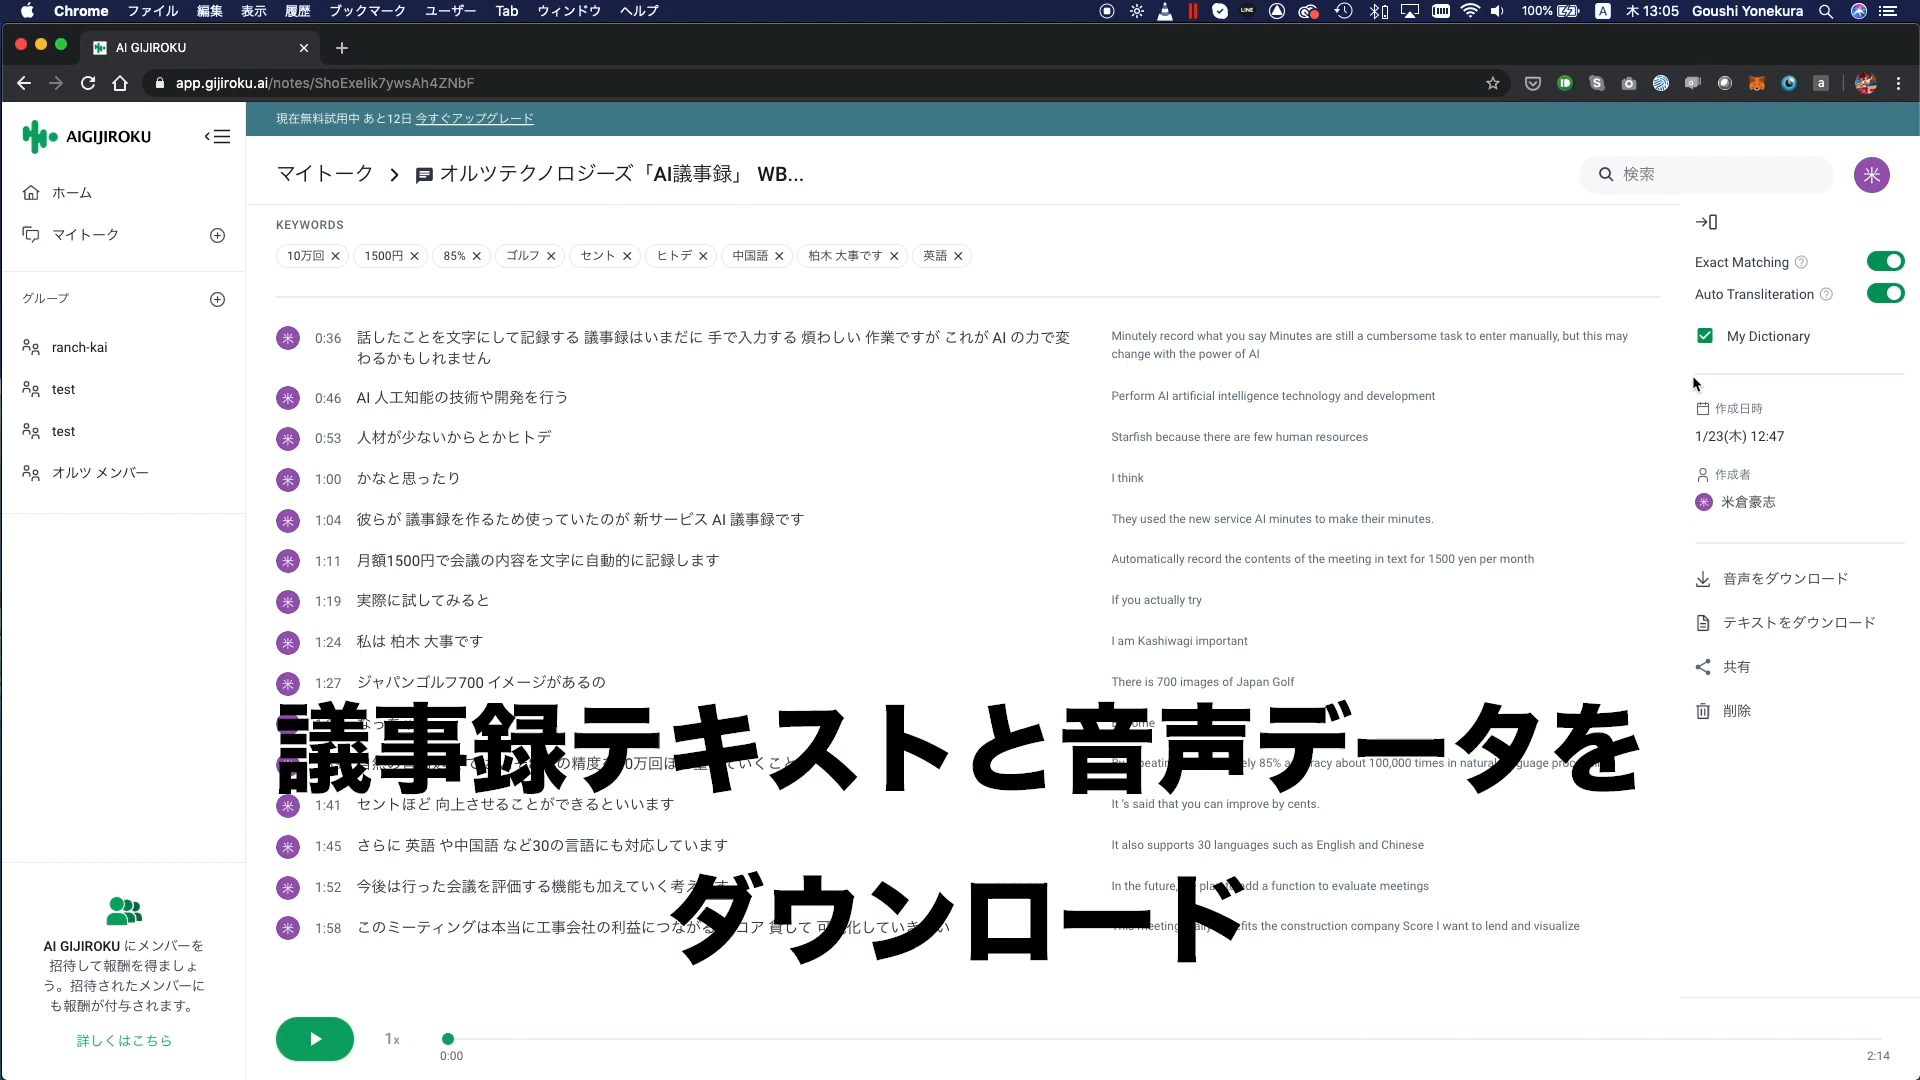 Chrome ファイル 編集 表示 履歴 ブックマーク ユーザー Tab ウィンドウ ヘルプ
LINE 100% A 木 13:05 Goushi Yonekura
AI GIJIROKU
app.gijiroku.ai/notes/ShoExeIik7ywsAh4ZNbF
AIGIJIROKU
現在無料試用中 あと12日 今すぐアップグレード
マイトーク オルツテクノロジーズ「AI議事録」 WB...
検索
米
ホーム
マイトーク
グループ
ranch-kai
test
test
オルツ メンバー
AI GIJIROKU にメンバーを
招待して報酬を得ましょ
う。招待されたメンバーに
も報酬が付与されます。
詳しくはこちら
KEYWORDS
10万回 1500円 85% ゴルフ セント ヒトデ 中国語 柏木 大事です 英語
米 0:36 話したことを文字にして記録する 議事録はいまだに 手で入力する 煩わしい 作業ですが これが AI の力で変
わるかもしれません
Minutely record what you say Minutes are still a cumbersome task to enter manually, but this may
change with the power of AI
米 0:46 AI 人工知能の技術や開発を行う
Perform AI artificial intelligence technology and development
米 0:53 人材が少ないからとかヒトデ
Starfish because there are few human resources
米 1:00 かなと思ったり
I think
米 1:04 彼らが 議事録を作るため使っていたのが 新サービス AI 議事録です
They used the new service AI minutes to make their minutes.
米 1:11 月額1500円で会議の内容を文字に自動的に記録します
Automatically record the contents of the meeting in text for 1500 yen per month
米 1:19 実際に試してみると
If you actually try
米 1:24 私は 柏木 大事です
I am Kashiwagi important
米 1:27 ジャパンゴルフ700 イメージがあるの
There is 700 images of Japan Golf
議事録テキストと音声データを
の精度 85% about 100,000 times in natural
米 1:41 セントほど 向上させることができるといいます
It 's said that you can improve by cents.
米 1:45 さらに 英語 や中国語 など30の言語にも対応しています
It also supports 30 languages such as English and Chinese
米 1:52 今後は行った会議を評価する機能も加えていく考え
In the future, add a function to evaluate meetings
ダウンロード
米 1:58 このミーティングは本当に工事会社の利益につながる
the construction company Score I want to lend and visualize
1x
0:00
2:14
Exact Matching
Auto Transliteration
My Dictionary
作成日時
1/23(木) 12:47
作成者
米 米倉豪志
音声をダウンロード
テキストをダウンロード
共有
削除